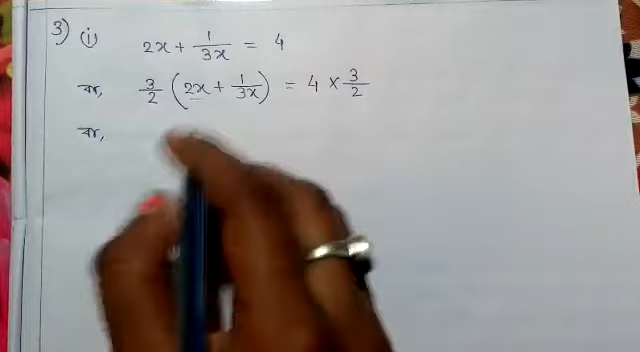 3) (i) 2x + 1/3x = 4
বা, 3/2 (2x + 1/3x) = 4 × 3/2
বা,